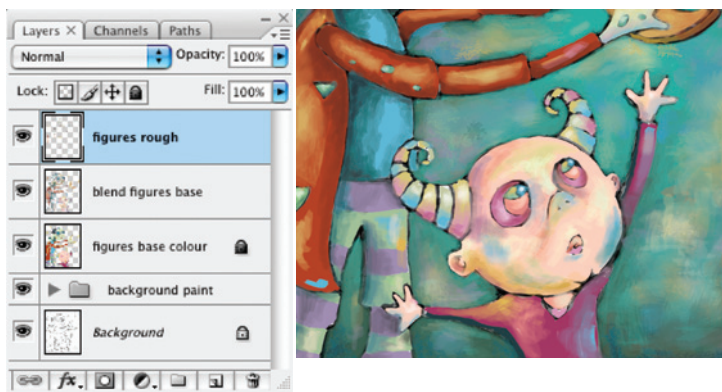 Layers × Channels Paths
Normal Opacity: 100%
Lock: Fill: 100%
figures rough
blend figures base
figures base colour
background paint
Background
fx.